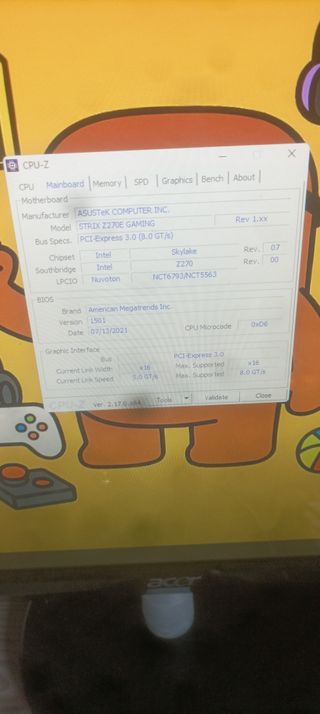 CPU-Z
CPU Mainboard Memory SPD Graphics Bench About
Motherboard
Manufacturer ASUSTeK COMPUTER INC.
Model STRIX Z270E GAMING Rev 1.xx
Bus Specs. PCI-Express 3.0 (8.0 GT/s)
Chipset Intel Skylake Rev. 07
Southbridge Intel Z270 Rev. 00
LPCIO Nuvoton NCT6793/NCT5563
BIOS
Brand American Megatrends Inc.
Version 1501 CPU Microcode 0xD6
Date 07/13/2021
Graphic Interface
Bus PCI-Express 3.0
Current Link Width x16 Max. Supported x16
Current Link Speed 5.0 GT/s Max. Supported 8.0 GT/s
CPU-Z Ver. 2.17.0.x64 Tools Validate Close
acer